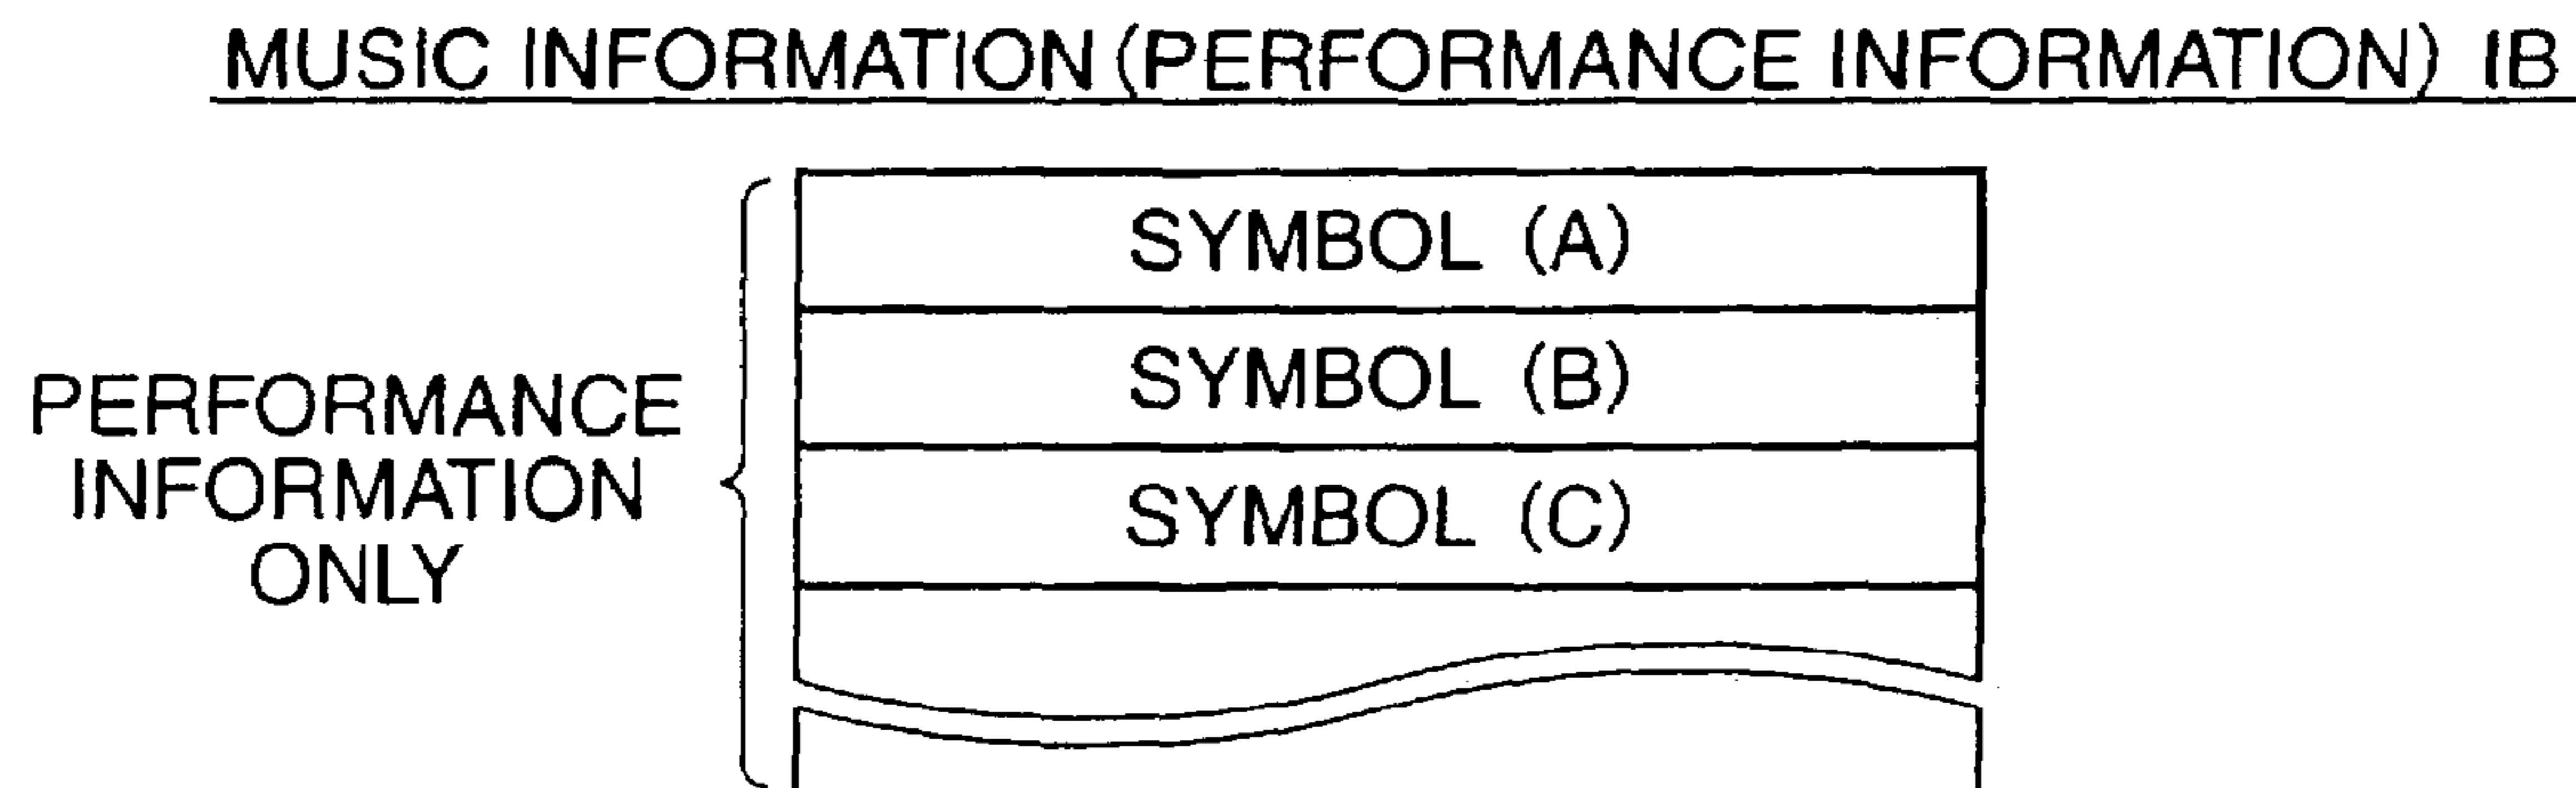 MUSIC INFORMATION (PERFORMANCE INFORMATION) IB
SYMBOL (A)
SYMBOL (B)
SYMBOL (C)
PERFORMANCE
INFORMATION
ONLY